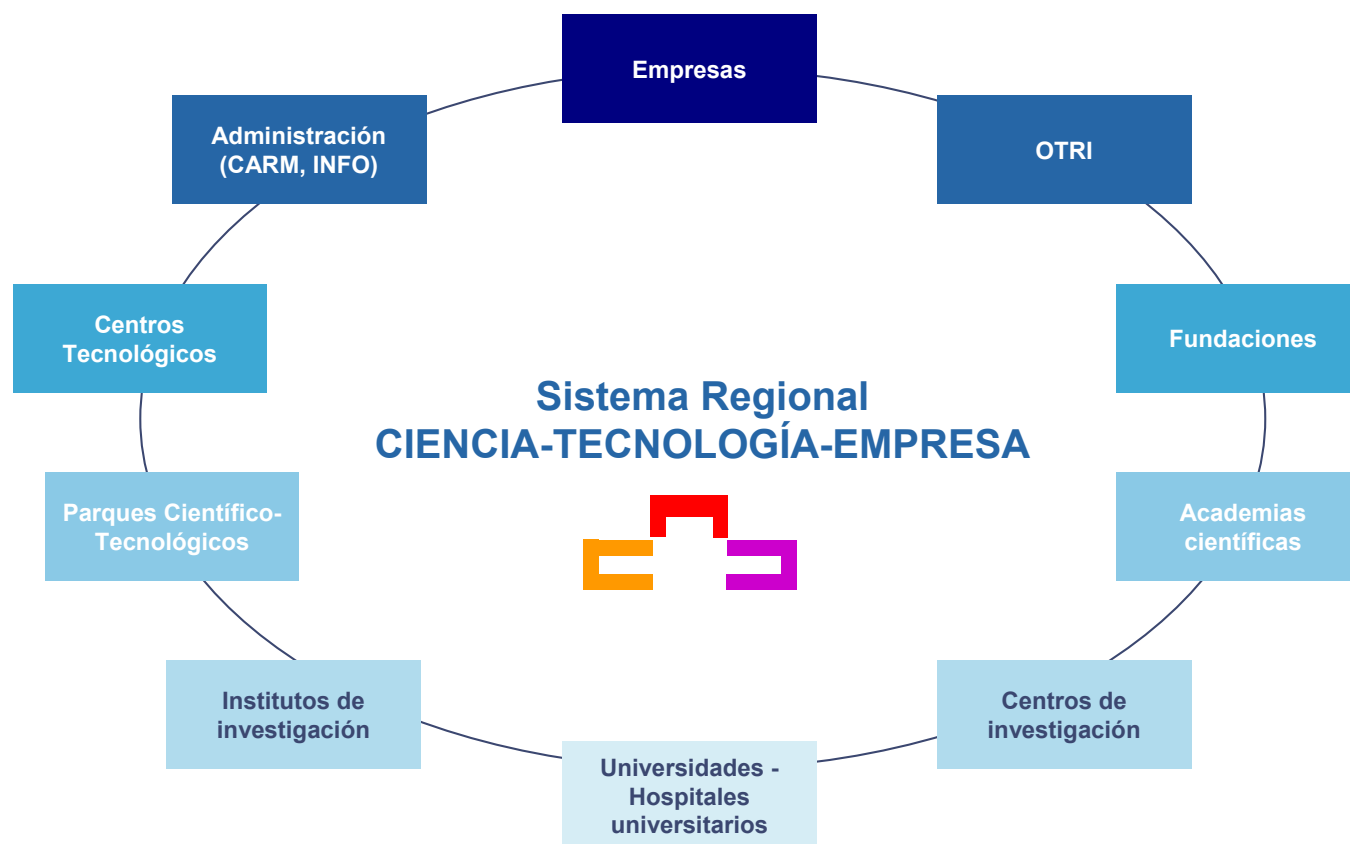 Empresas
Administración
(CARM, INFO)
OTRI
Centros
Tecnológicos
Fundaciones
Sistema Regional
CIENCIA-TECNOLOGÍA-EMPRESA
Parques Científico-
Tecnológicos
Academias
científicas
Institutos de
investigación
Centros de
investigación
Universidades -
Hospitales
universitarios